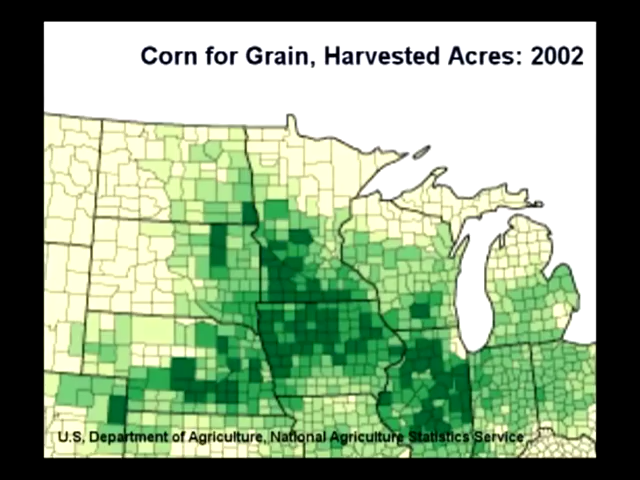 Corn for Grain, Harvested Acres: 2002
U.S, Department of Agriculture, National Agriculture Statistics Service